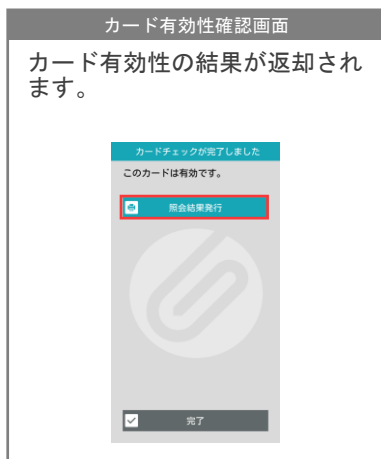 カード有効性確認画面
カード有効性の結果が返却され
ます。
カードチェックが完了しました
このカードは有効です。
照会結果発行
完了